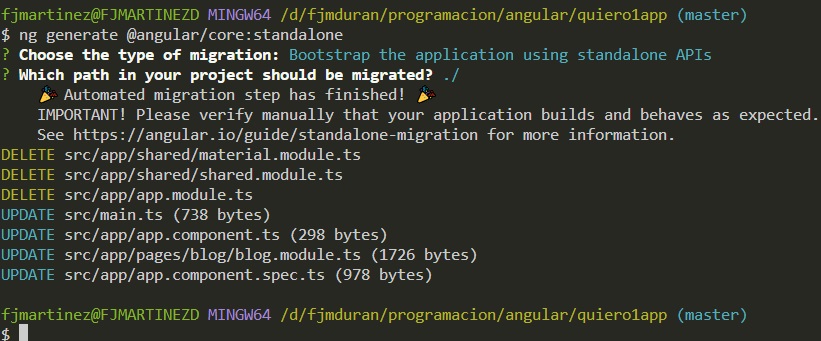 fjmartinez@FJMARTINEZD MINGW64 /d/fjmduran/programacion/angular/quiero1app (master)
$ ng generate @angular/core:standalone
? Choose the type of migration: Bootstrap the application using standalone APIs
? Which path in your project should be migrated? ./
🎉 Automated migration step has finished! 🎉
IMPORTANT! Please verify manually that your application builds and behaves as expected.
See https://angular.io/guide/standalone-migration for more information.
DELETE src/app/shared/material.module.ts
DELETE src/app/shared/shared.module.ts
DELETE src/app/app.module.ts
UPDATE src/main.ts (738 bytes)
UPDATE src/app/app.component.ts (298 bytes)
UPDATE src/app/pages/blog/blog.module.ts (1726 bytes)
UPDATE src/app/app.component.spec.ts (978 bytes)
fjmartinez@FJMARTINEZD MINGW64 /d/fjmduran/programacion/angular/quiero1app (master)
$